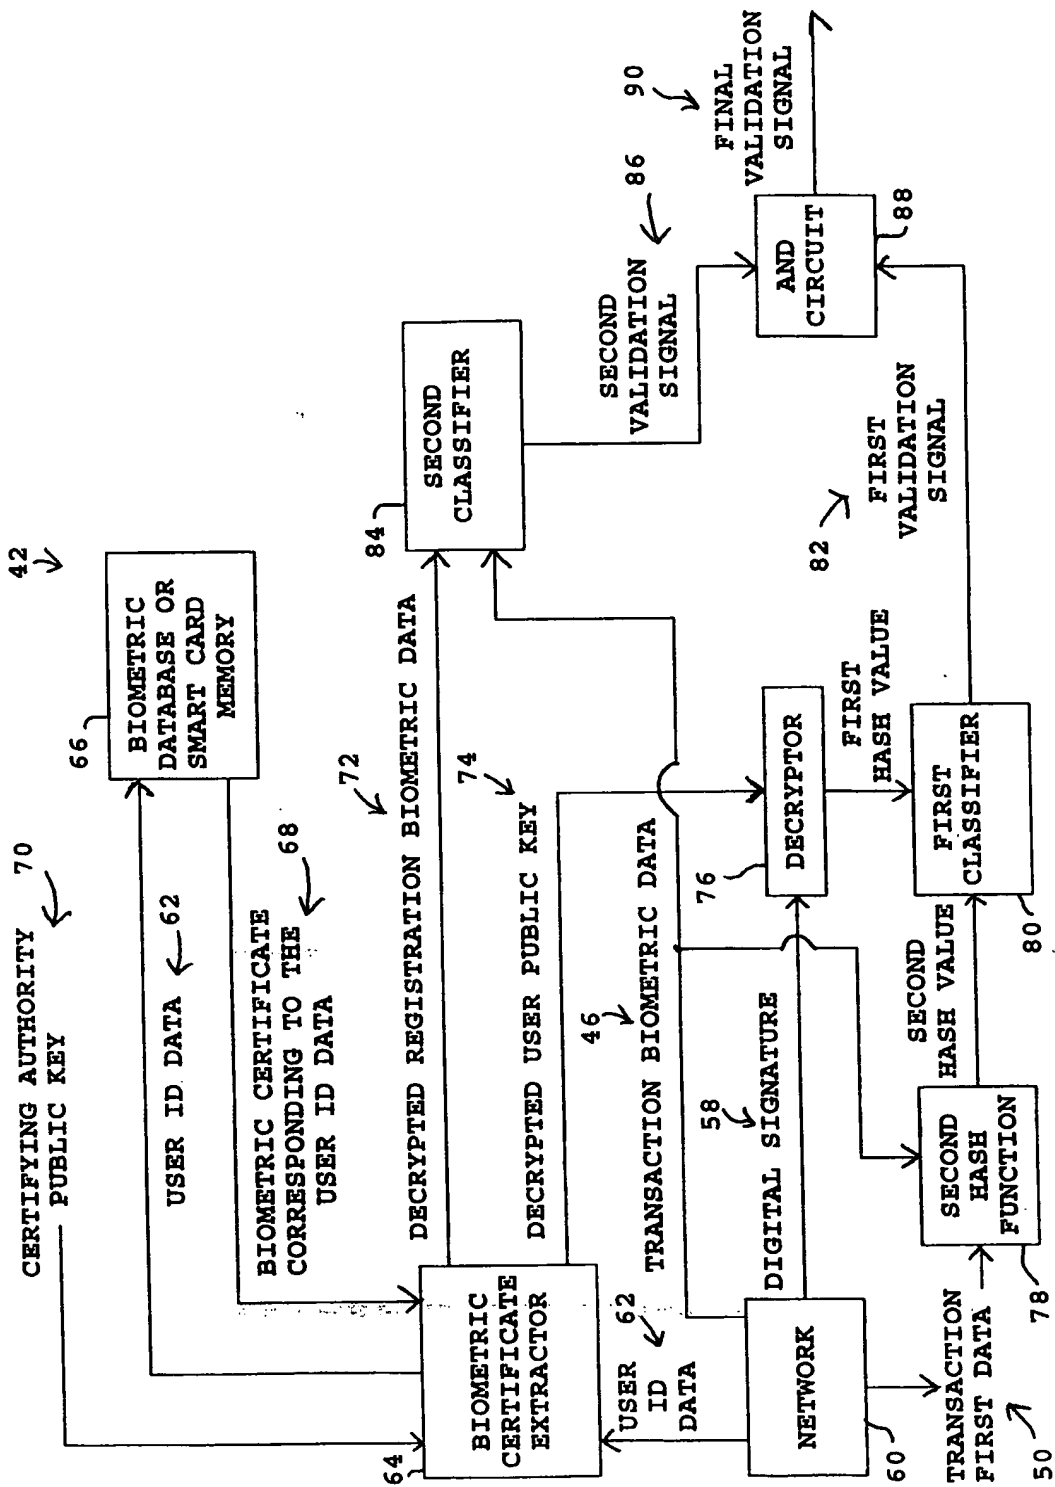 CERTIFYING AUTHORITY
PUBLIC KEY
70
42
USER ID DATA
62
66
BIOMETRIC
DATABASE OR
SMART CARD
MEMORY
BIOMETRIC CERTIFICATE
CORRESPONDING TO THE
USER ID DATA
68
72
DECRYPTED REGISTRATION BIOMETRIC DATA
84
SECOND
CLASSIFIER
64
BIOMETRIC
CERTIFICATE
EXTRACTOR
74
DECRYPTED USER PUBLIC KEY
SECOND
VALIDATION
SIGNAL
86
90
FINAL
VALIDATION
SIGNAL
USER
ID
DATA
62
46
TRANSACTION BIOMETRIC DATA
58
DIGITAL SIGNATURE
76
DECRYPTOR
AND
CIRCUIT
88
NETWORK
60
FIRST
HASH VALUE
82
FIRST
VALIDATION
SIGNAL
TRANSACTION
FIRST DATA
50
SECOND
HASH
FUNCTION
78
SECOND
HASH VALUE
FIRST
CLASSIFIER
80